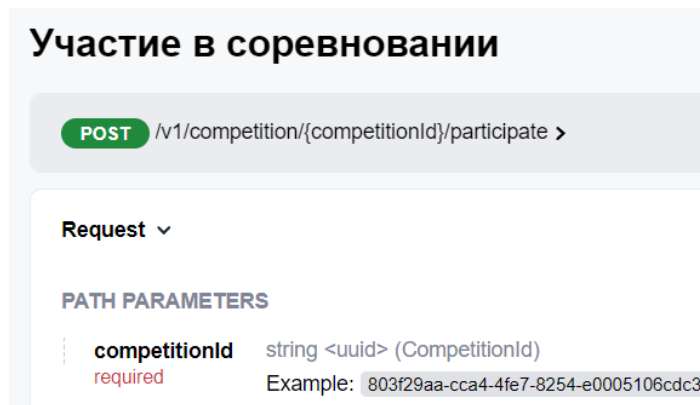 Участие в соревновании
POST /v1/competition/{competitionId}/participate
Request
PATH PARAMETERS
competitionId string <uuid> (CompetitionId)
required Example: 803f29aa-cca4-4fe7-8254-e0005106cdc3